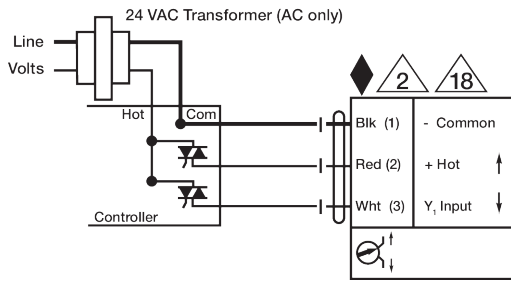 24 VAC Transformer (AC only)
Line
Volts
2
18
Hot
Com
Blk (1)
- Common
Red (2)
+ Hot
Wht (3)
Y1 Input
Controller